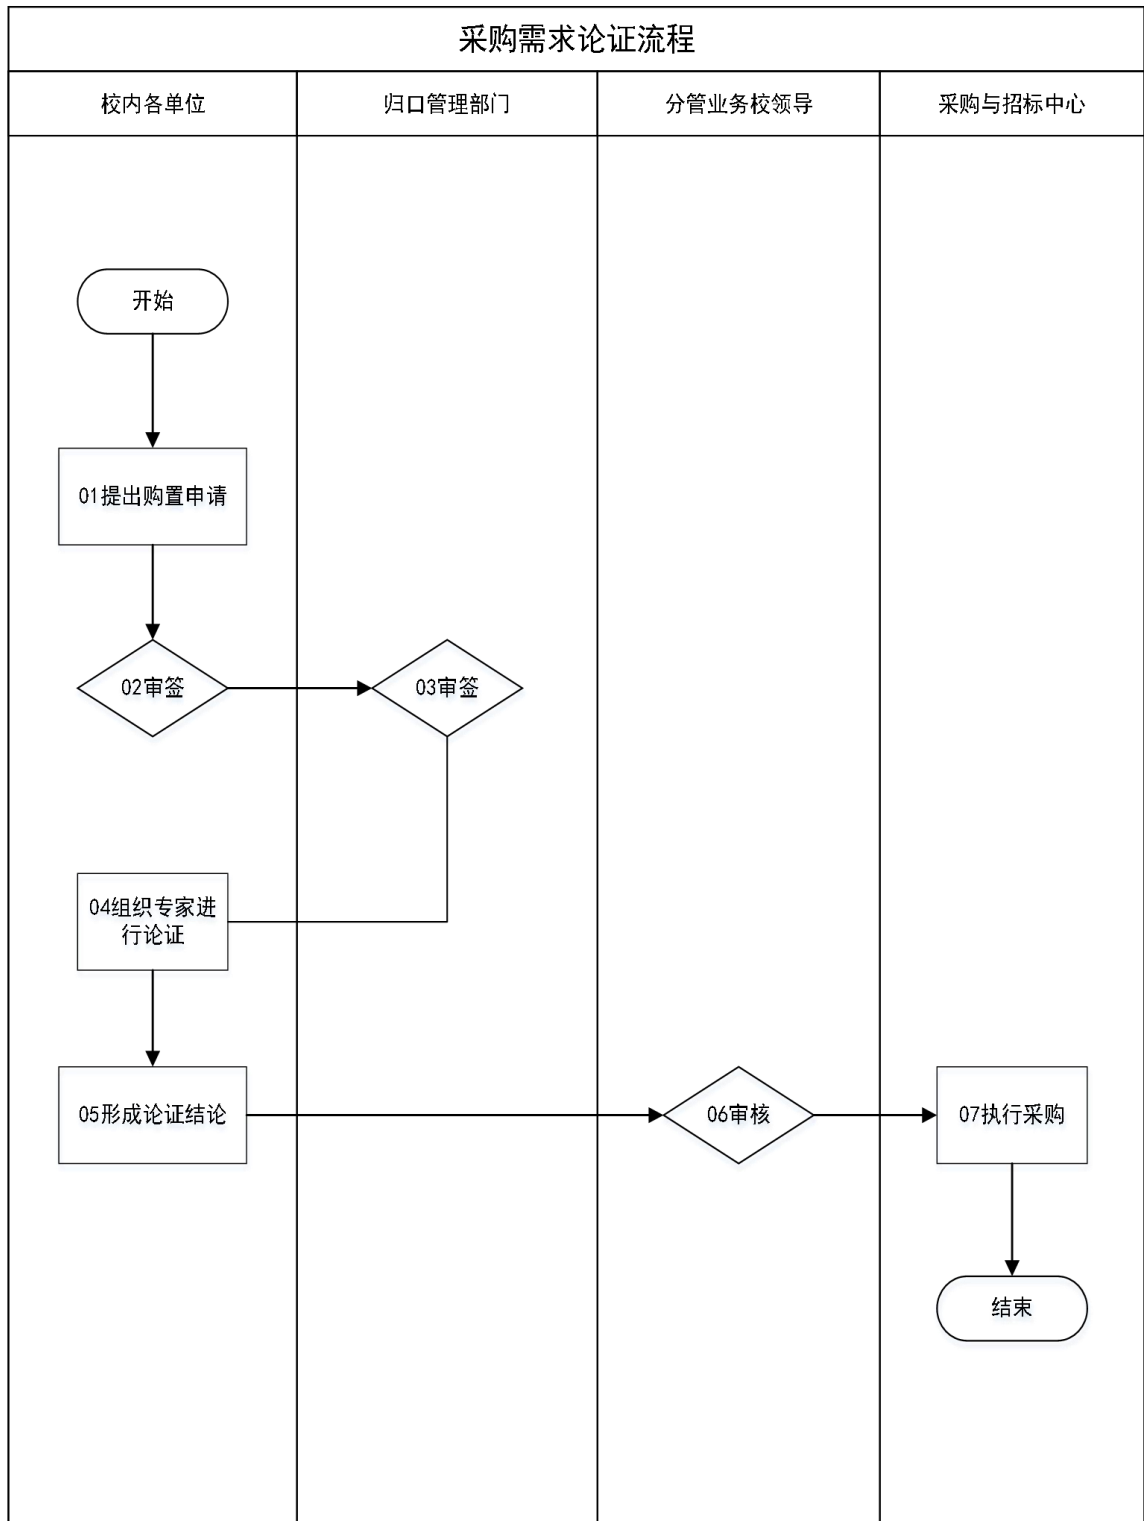 采购需求论证流程
校内各单位
归口管理部门
分管业务校领导
采购与招标中心
开始
01提出购置申请
02审签
03审签
04组织专家进
行论证
05形成论证结论
06审核
07执行采购
结束